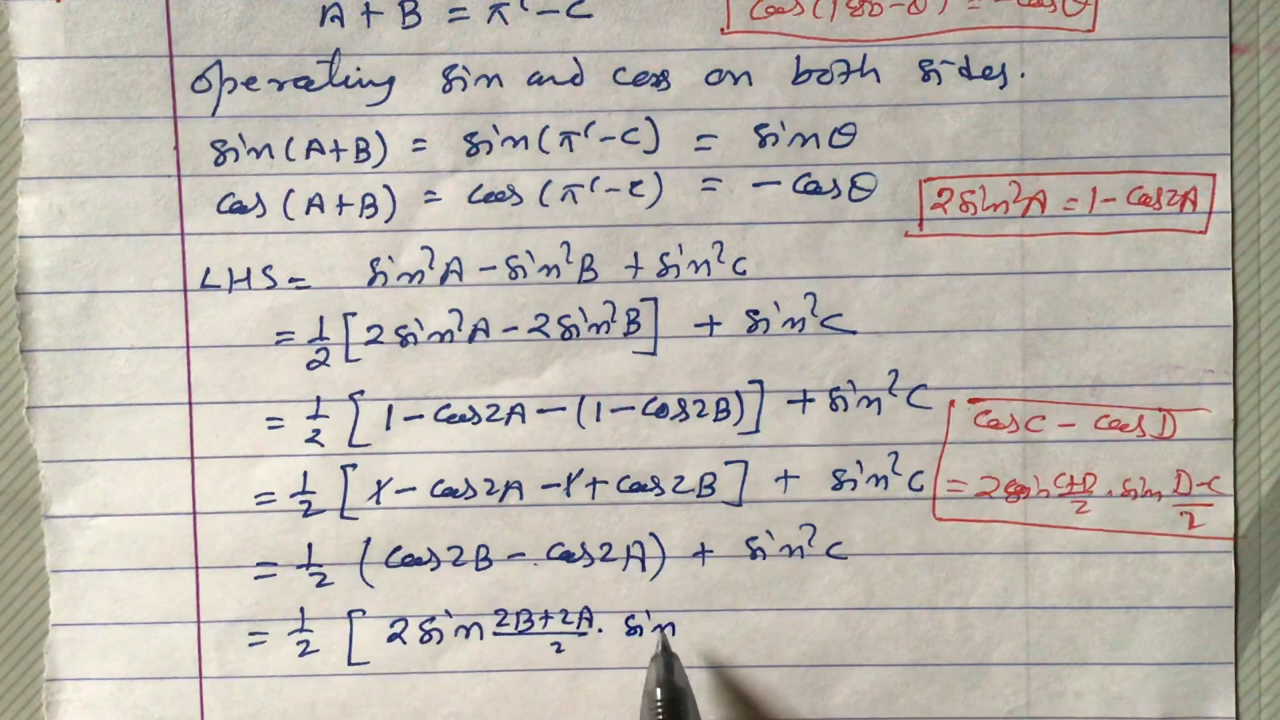 A + B = π - C
cos(180-θ) = -cosθ
Operating sin and cos on both sides.
sin(A+B) = sin(π-C) = sinθ
cos(A+B) = cos(π-C) = -cosθ
2sin²A = 1 - cos2A
LHS = sin²A - sin²B + sin²C
= 1/2 [2sin²A - 2sin²B] + sin²C
= 1/2 [1 - cos2A - (1 - cos2B)] + sin²C
cosC - cosD
= 1/2 [1 - cos2A - 1 + cos2B] + sin²C
= 2sin (C+D)/2 . sin (D-C)/2
= 1/2 (cos2B - cos2A) + sin²C
= 1/2 [ 2sin (2B+2A)/2 . sin